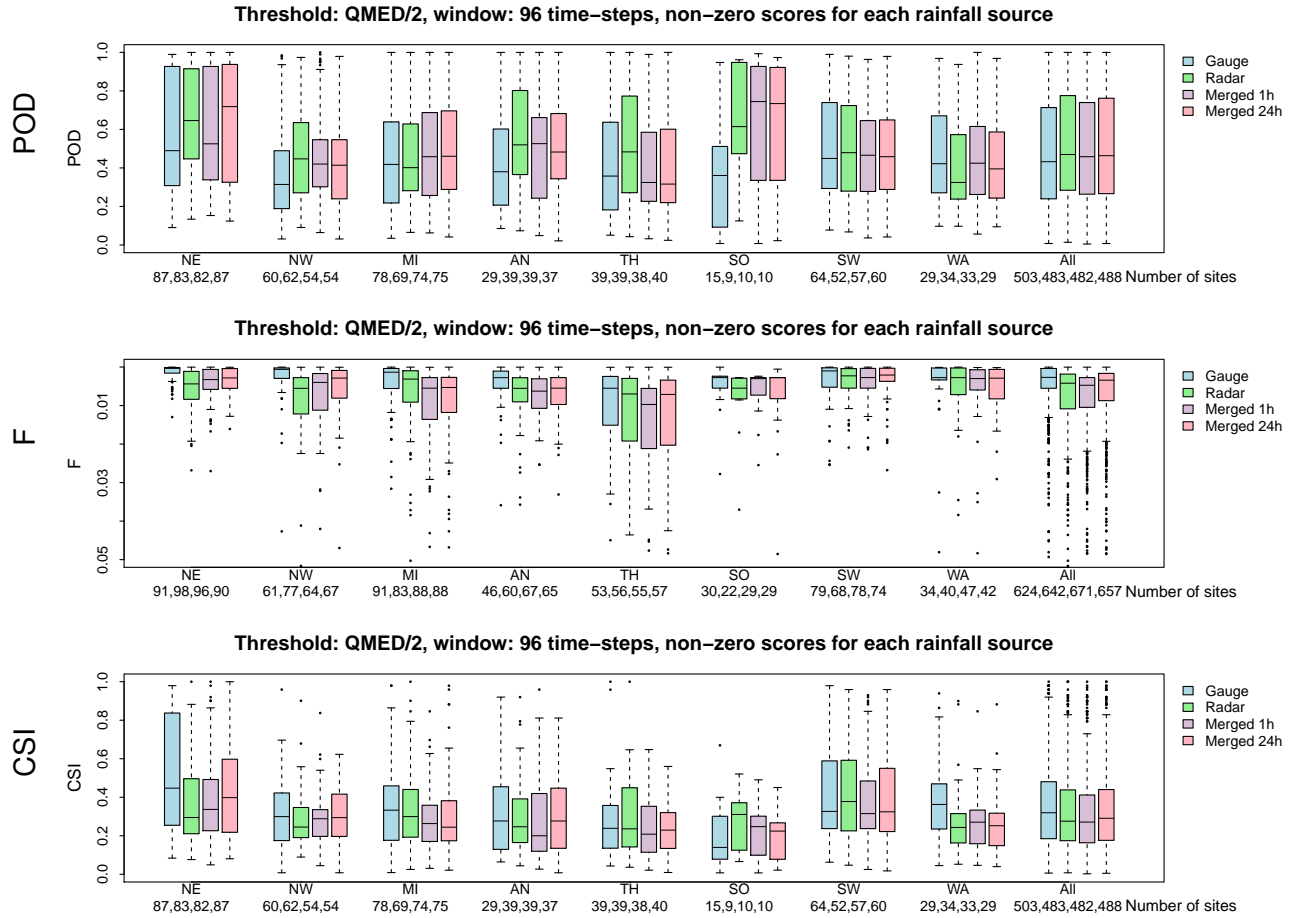 Threshold: QMED/2, window: 96 time−steps, non−zero scores for each rainfall source
POD
POD
1.0
0.8
0.6
0.4
0.2
0.0
Gauge
Radar
Merged 1h
Merged 24h
NE NW MI AN TH SO SW WA All
87,83,82,87 60,62,54,54 78,69,74,75 29,39,39,37 39,39,38,40 15,9,10,10 64,52,57,60 29,34,33,29 503,483,482,488 Number of sites
Threshold: QMED/2, window: 96 time−steps, non−zero scores for each rainfall source
F
F
0.01
0.03
0.05
Gauge
Radar
Merged 1h
Merged 24h
NE NW MI AN TH SO SW WA All
91,98,96,90 61,77,64,67 91,83,88,88 46,60,67,65 53,56,55,57 30,22,29,29 79,68,78,74 34,40,47,42 624,642,671,657 Number of sites
Threshold: QMED/2, window: 96 time−steps, non−zero scores for each rainfall source
CSI
CSI
1.0
0.8
0.6
0.4
0.2
0.0
Gauge
Radar
Merged 1h
Merged 24h
NE NW MI AN TH SO SW WA All
87,83,82,87 60,62,54,54 78,69,74,75 29,39,39,37 39,39,38,40 15,9,10,10 64,52,57,60 29,34,33,29 503,483,482,488 Number of sites